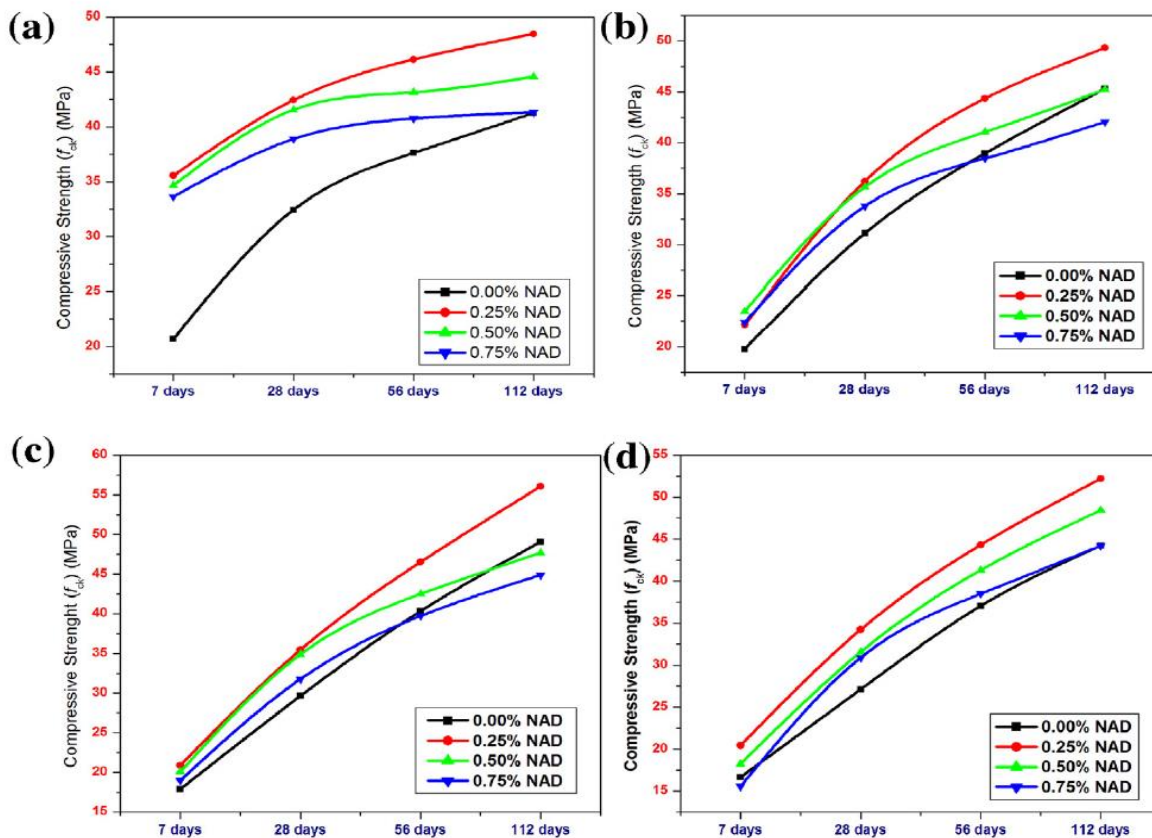 (a)
Compressive Strength (f_ck) (MPa)
50
45
40
35
30
25
20
7 days 28 days 56 days 112 days
0.00% NAD
0.25% NAD
0.50% NAD
0.75% NAD
(b)
Compressive Strength (f_ck) (MPa)
50
45
40
35
30
25
20
7 days 28 days 56 days 112 days
0.00% NAD
0.25% NAD
0.50% NAD
0.75% NAD
(c)
Compressive Strenght (f_ck) (MPa)
60
55
50
45
40
35
30
25
20
15
7 days 28 days 56 days 112 days
0.00% NAD
0.25% NAD
0.50% NAD
0.75% NAD
(d)
Compressive Strength (f_ck) (MPa)
55
50
45
40
35
30
25
20
15
7 days 28 days 56 days 112 days
0.00% NAD
0.25% NAD
0.50% NAD
0.75% NAD